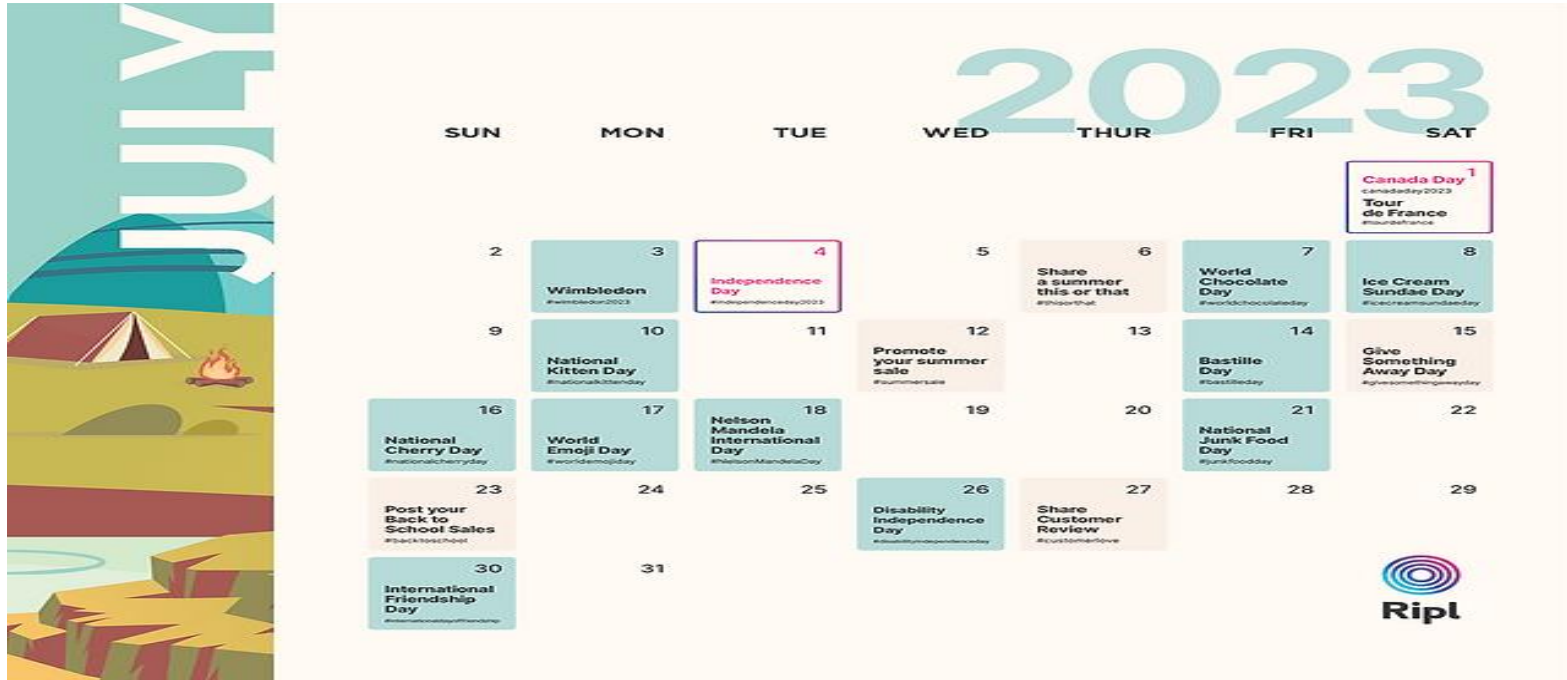 JULY
2023
SUN MON TUE WED THUR FRI SAT
1
Canada Day
canadaday2023
Tour
de France
#tourdefrance
2
3
Wimbledon
#wimbledon2023
4
Independence
Day
#independenceday2023
5
6
Share
a summer
this or that
#thisorthat
7
World
Chocolate
Day
#worldchocolateday
8
Ice Cream
Sundae Day
#icecreamsundaeday
9
10
National
Kitten Day
#nationalkittenday
11
12
Promote
your summer
sale
#summersale
13
14
Bastille
Day
#bastilleday
15
Give
Something
Away Day
#givesomethingawayday
16
National
Cherry Day
#nationalcherryday
17
World
Emoji Day
#worldemojiday
18
Nelson
Mandela
International
Day
#NelsonMandelaDay
19
20
21
National
Junk Food
Day
#junkfoodday
22
23
Post your
Back to
School Sales
#backtoschool
24
25
26
Disability
Independence
Day
#disabilityindependenceday
27
Share
Customer
Review
#customerlove
28
29
30
International
Friendship
Day
#internationaldayoffriendship
31
Ripl